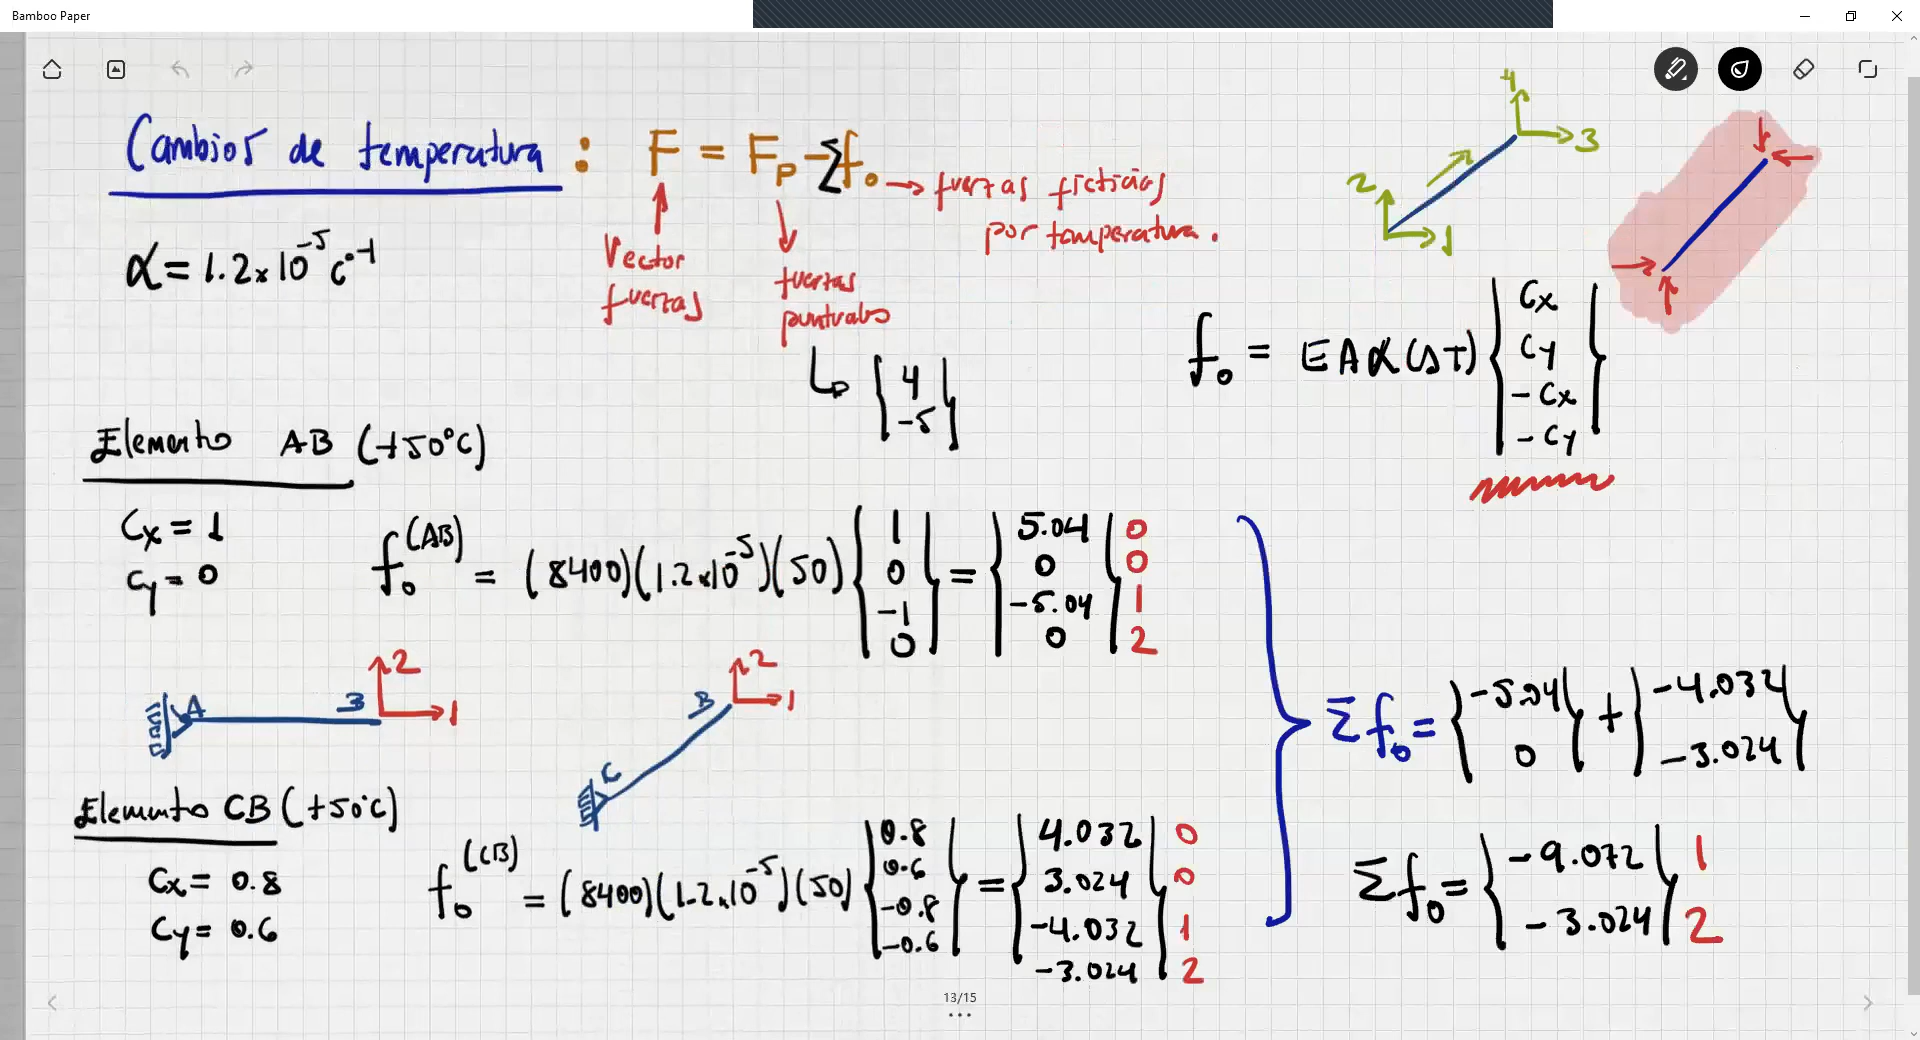 Bamboo Paper
Cambios de temperatura : F = Fp - Σf₀ → fuerzas ficticias
por temperatura.
Vector
fuerzas
fuerzas
puntuales
α = 1.2 x 10⁻⁵ c°⁻¹
4
-5
4
3
2
1
f₀ = E A α (ΔT) { Cx
Cy
- Cx
- Cy }
Elemento AB (+50°C)
Cx = 1
Cy = 0
f₀⁽ᴬᴮ⁾ = (8400)(1.2x10⁻⁵)(50) { 1 0 -1 0 } = { 5.04 0 -5.04 0 } 0 0 1 2
A B 2 1
C B 2 1
Σf₀ = { -5.04 0 } + { -4.032 -3.024 }
Elemento CB (+50°C)
Cx = 0.8
Cy = 0.6
f₀⁽ᶜᴮ⁾ = (8400)(1.2x10⁻⁵)(50) { 0.8 0.6 -0.8 -0.6 } = { 4.032 3.024 -4.032 -3.024 } 0 0 1 2
Σf₀ = { -9.072 -3.024 } 1 2
13/15